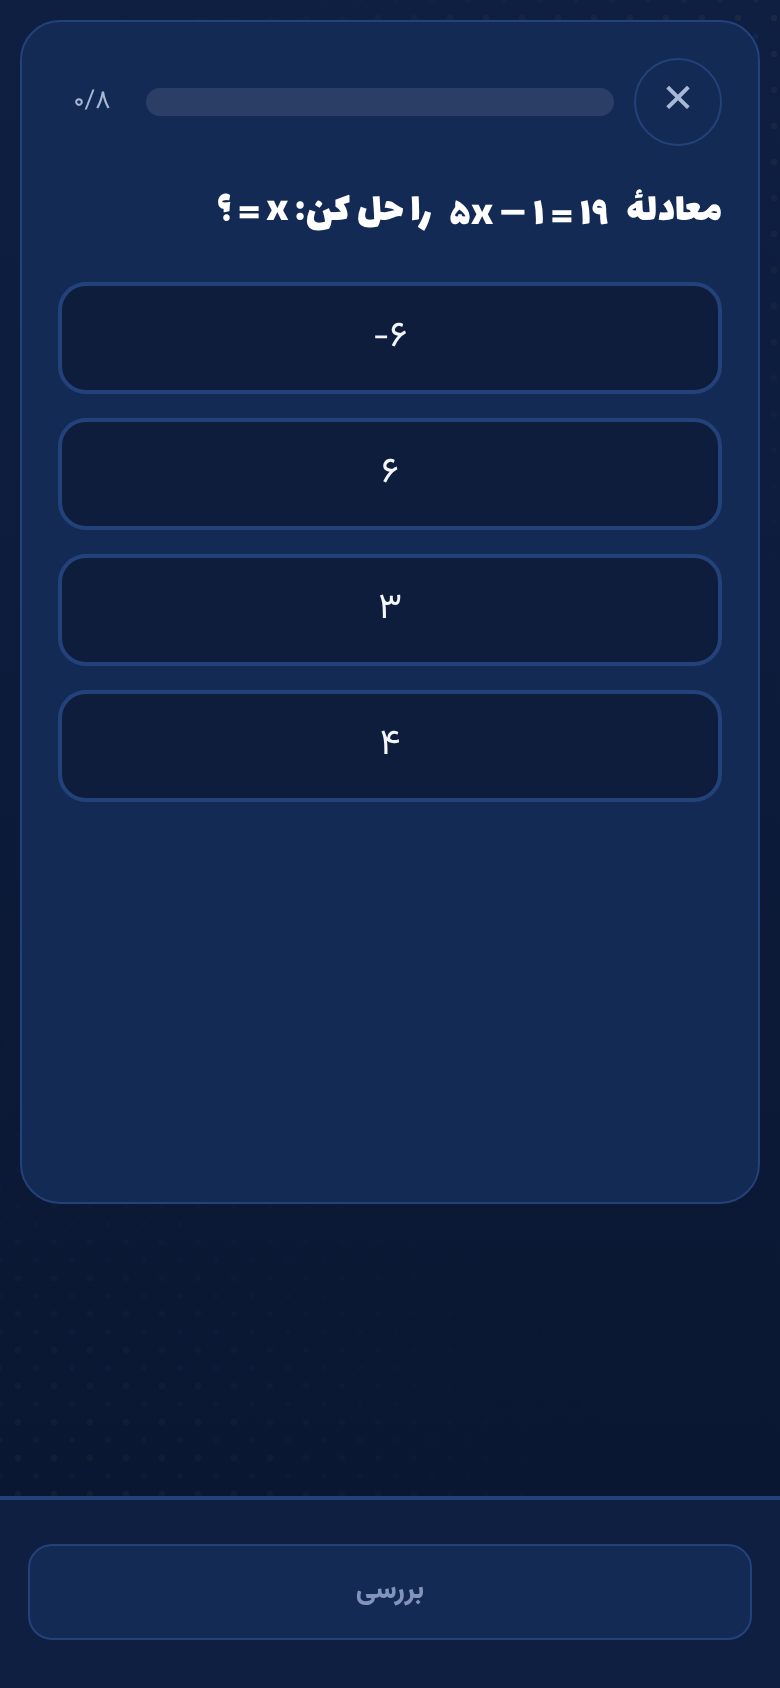 ۰/۸
معادلهٔ ۵x − ۱ = ۱۹ را حل کن: x = ؟
-۶
۶
۳
۴
بررسی